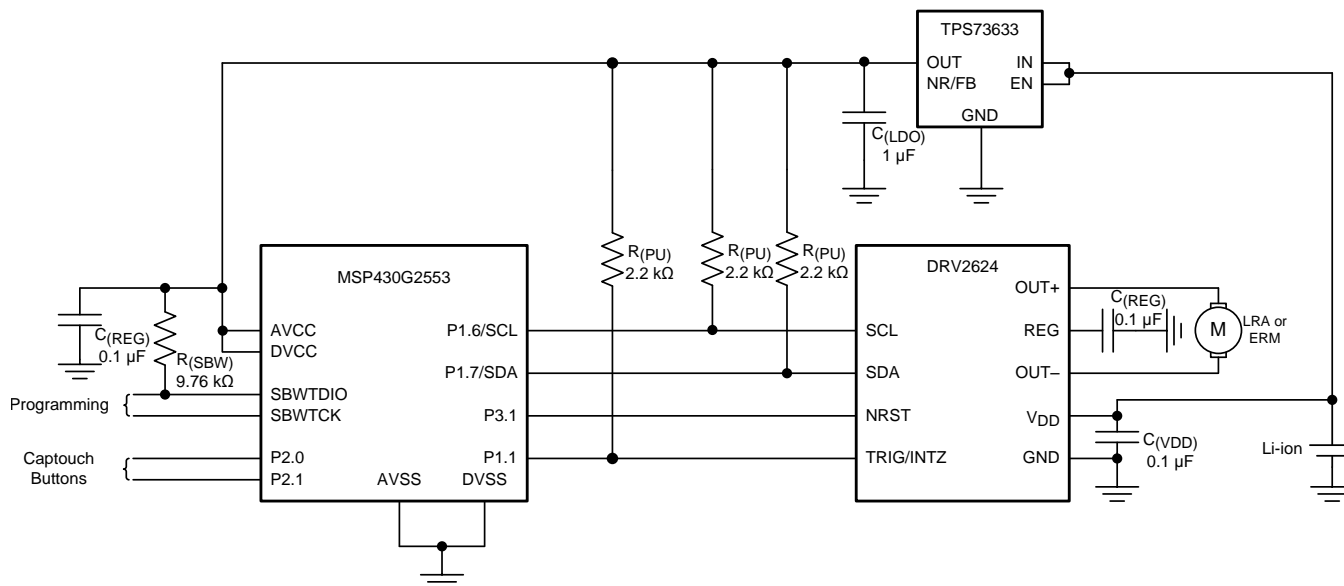 TPS73633
OUT
IN
NR/FB
EN
GND
C(LDO)
1 µF
R(PU)
2.2 kΩ
R(PU)
2.2 kΩ
R(PU)
2.2 kΩ
MSP430G2553
AVCC
DVCC
SBWTDIO
SBWTCK
P2.0
P2.1
AVSS
DVSS
P1.6/SCL
P1.7/SDA
P3.1
P1.1
C(REG)
0.1 µF
R(SBW)
9.76 kΩ
Programming
Captouch
Buttons
DRV2624
SCL
SDA
NRST
TRIG/INTZ
OUT+
REG
OUT–
VDD
GND
C(REG)
0.1 µF
M
LRA or
ERM
C(VDD)
0.1 µF
Li-ion